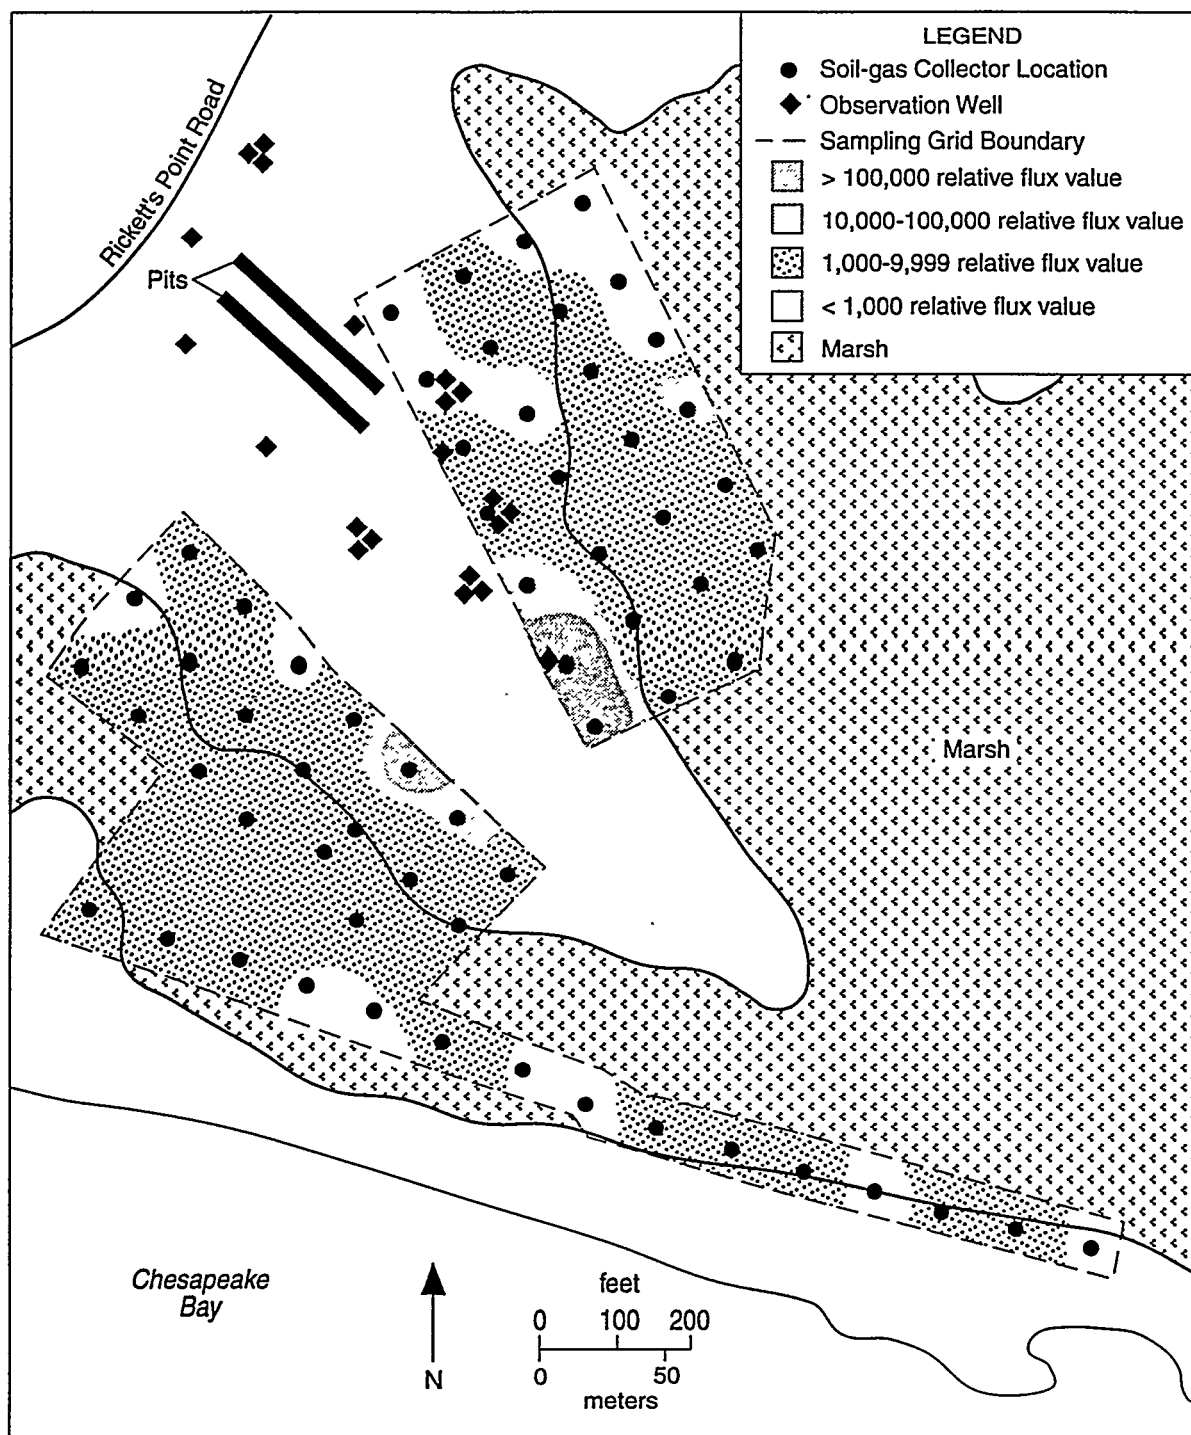 LEGEND
Soil-gas Collector Location
Observation Well
Sampling Grid Boundary
> 100,000 relative flux value
10,000-100,000 relative flux value
1,000-9,999 relative flux value
< 1,000 relative flux value
Marsh
Rickett's Point Road
Pits
Marsh
Chesapeake
Bay
N
feet
0 100 200
0 50
meters